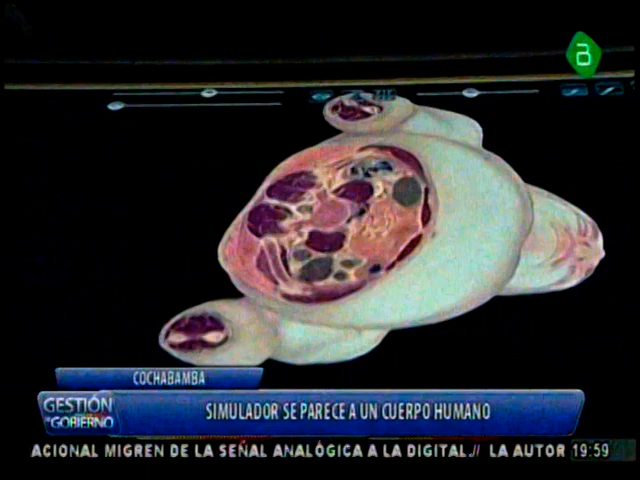 COCHABAMBA
GESTIÓN
DE GOBIERNO
SIMULADOR SE PARECE A UN CUERPO HUMANO
ACIONAL MIGREN DE LA SEÑAL ANALÓGICA A LA DIGITAL.// LA AUTOR 19:59